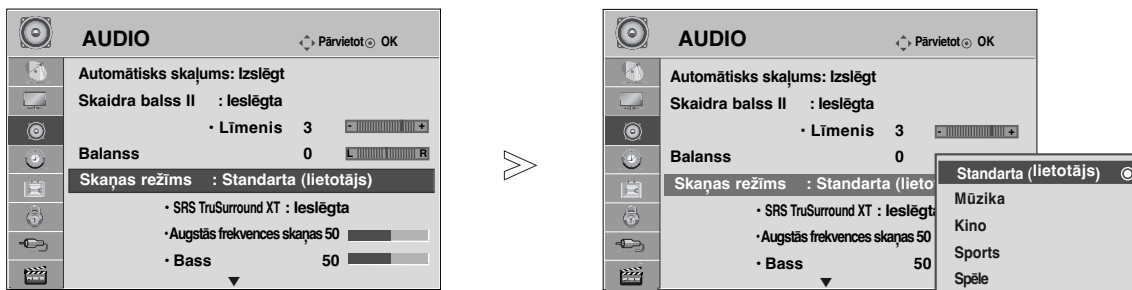 AUDIO Pārvietot OK
Automātisks skaļums: Izslēgt
Skaidra balss II : Ieslēgta
• Līmenis 3 - +
Balanss 0 L R
Skaņas režīms : Standarta (lietotājs)
• SRS TruSurround XT : Ieslēgta
•Augstās frekvences skaņas 50
• Bass 50
AUDIO Pārvietot OK
Automātisks skaļums: Izslēgt
Skaidra balss II : Ieslēgta
• Līmenis 3 - +
Balanss 0
Skaņas režīms : Standarta (lieto
• SRS TruSurround XT : Ieslēgta
•Augstās frekvences skaņas 50
• Bass 50
Standarta (lietotājs)
Mūzika
Kino
Sports
Spēle